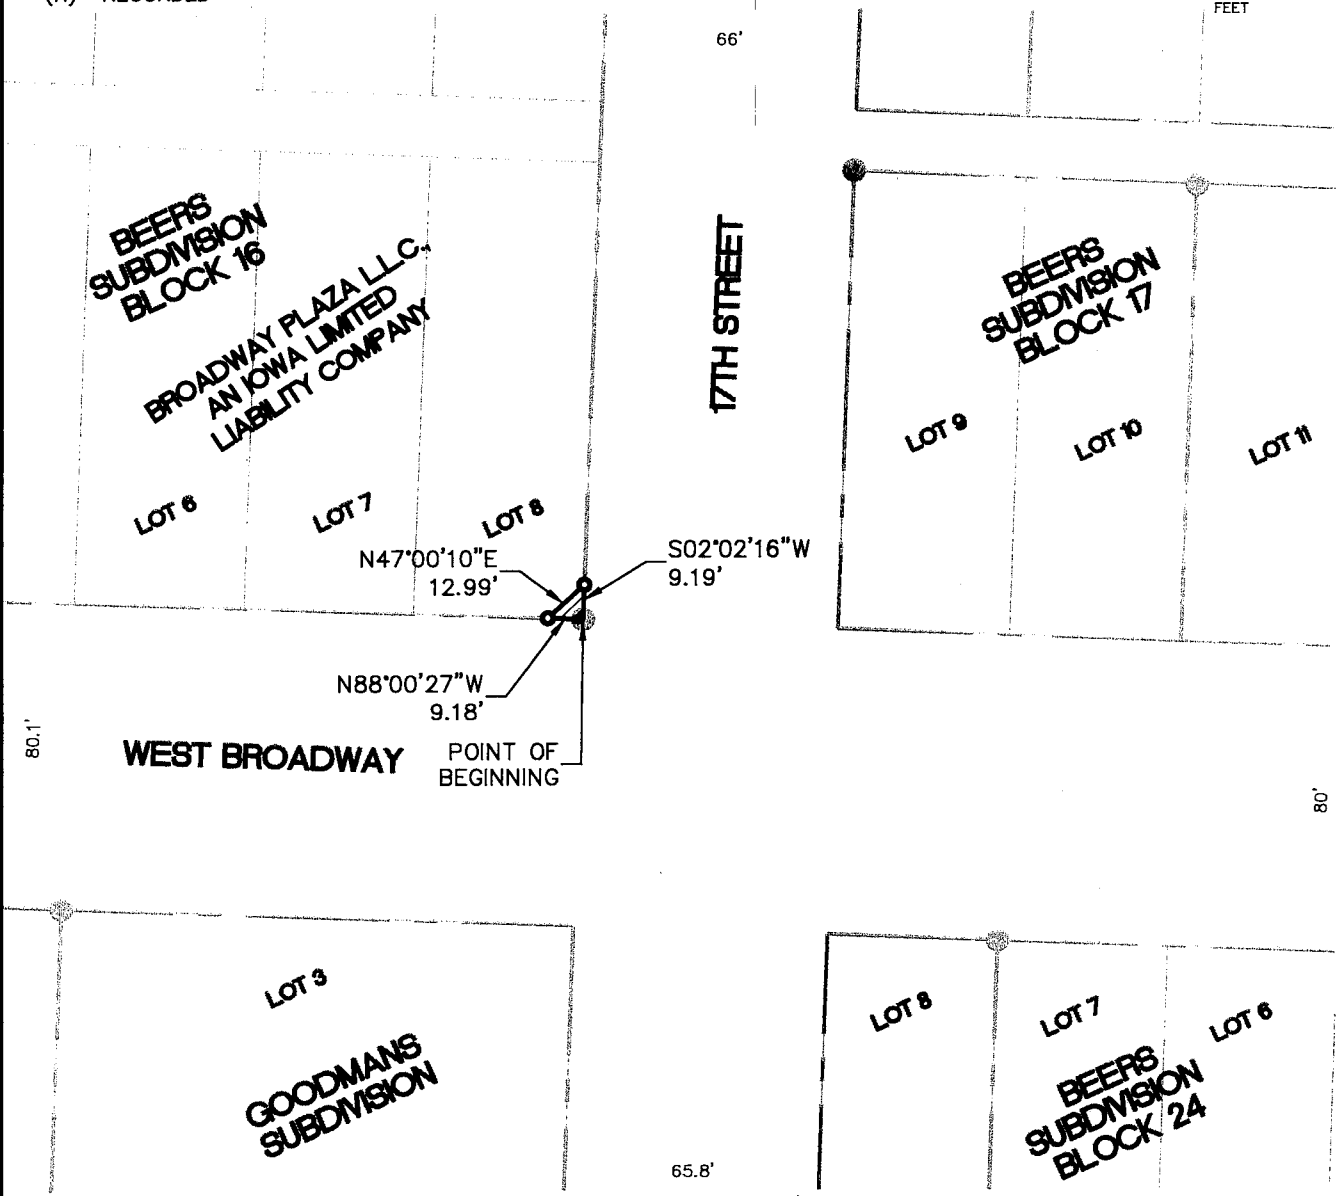 FEET
66'
BEERS
SUBDIVISION
BLOCK 16
BROADWAY PLAZA L.L.C.,
AN IOWA LIMITED
LIABILITY COMPANY
17TH STREET
BEERS
SUBDIVISION
BLOCK 17
LOT 9
LOT 10
LOT 11
LOT 6
LOT 7
LOT 8
N47°00'10"E
12.99'
S02°02'16"W
9.19'
N88°00'27"W
9.18'
80.1'
WEST BROADWAY
POINT OF
BEGINNING
80'
LOT 3
GOODMANS
SUBDIVISION
LOT 8
LOT 7
LOT 6
BEERS
SUBDIVISION
BLOCK 24
65.8'